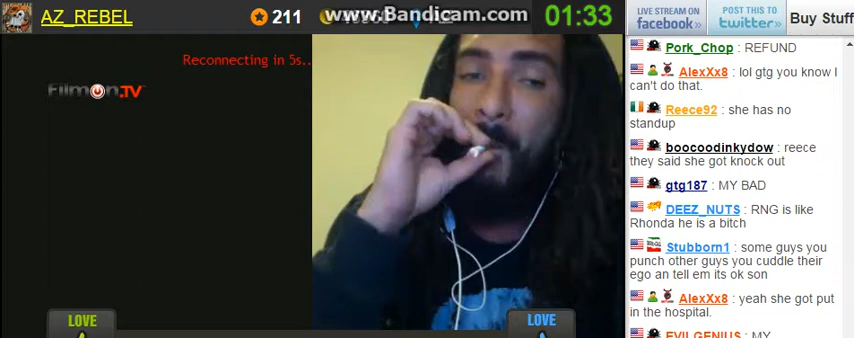 AZ_REBEL
211
www.Bandicam.com
01:33
LIVE STREAM ON
facebook»
POST THIS TO
twitter»
Buy Stuff
Reconnecting in 5s..
FilmOn.TV
LOVE
LOVE
Pork_Chop : REFUND
AlexXx8 : lol gtg you know I
can't do that.
Reece92 : she has no
standup
boocoodinkydow : reece
they said she got knock out
gtg187 : MY BAD
DEEZ_NUTS : RNG is like
Rhonda he is a bitch
Stubborn1 : some guys you
punch other guys you cuddle their
ego an tell em its ok son
AlexXx8 : yeah she got put
in the hospital.
EVILGENIUS : MY